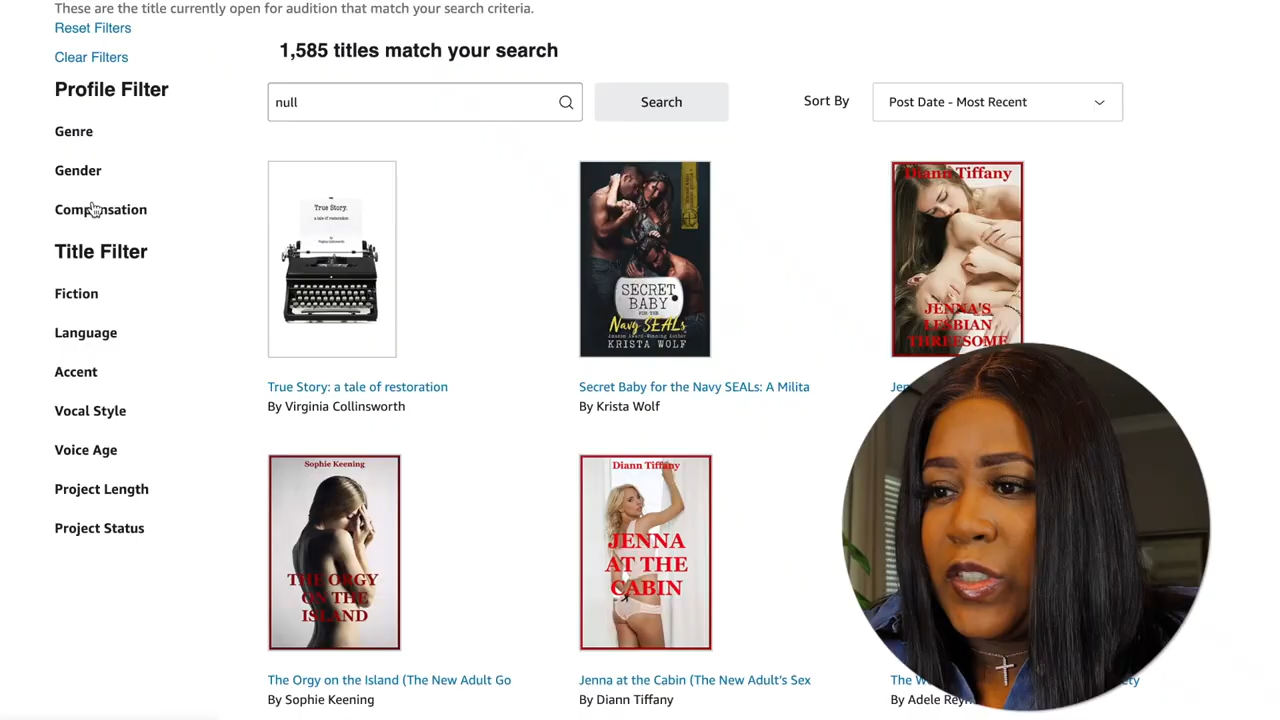 These are the title currently open for audition that match your search criteria.
Reset Filters
Clear Filters
1,585 titles match your search
Profile Filter
null
Search
Sort By
Post Date - Most Recent
Genre
Gender
Compensation
Title Filter
Fiction
Language
Accent
Vocal Style
Voice Age
Project Length
Project Status
True Story.
a tale of restoration
True Story: a tale of restoration
By Virginia Collinsworth
SECRET
BABY
FOR THE
Navy SEALs
KRISTA WOLF
Secret Baby for the Navy SEALs: A Milita
By Krista Wolf
Diann Tiffany
JENNA'S
LESBIAN
THREESOME
Sophie Keening
THE ORGY
ON THE
ISLAND
The Orgy on the Island (The New Adult Go
By Sophie Keening
Diann Tiffany
JENNA
AT THE
CABIN
Jenna at the Cabin (The New Adult's Sex
By Diann Tiffany
The
By Adele